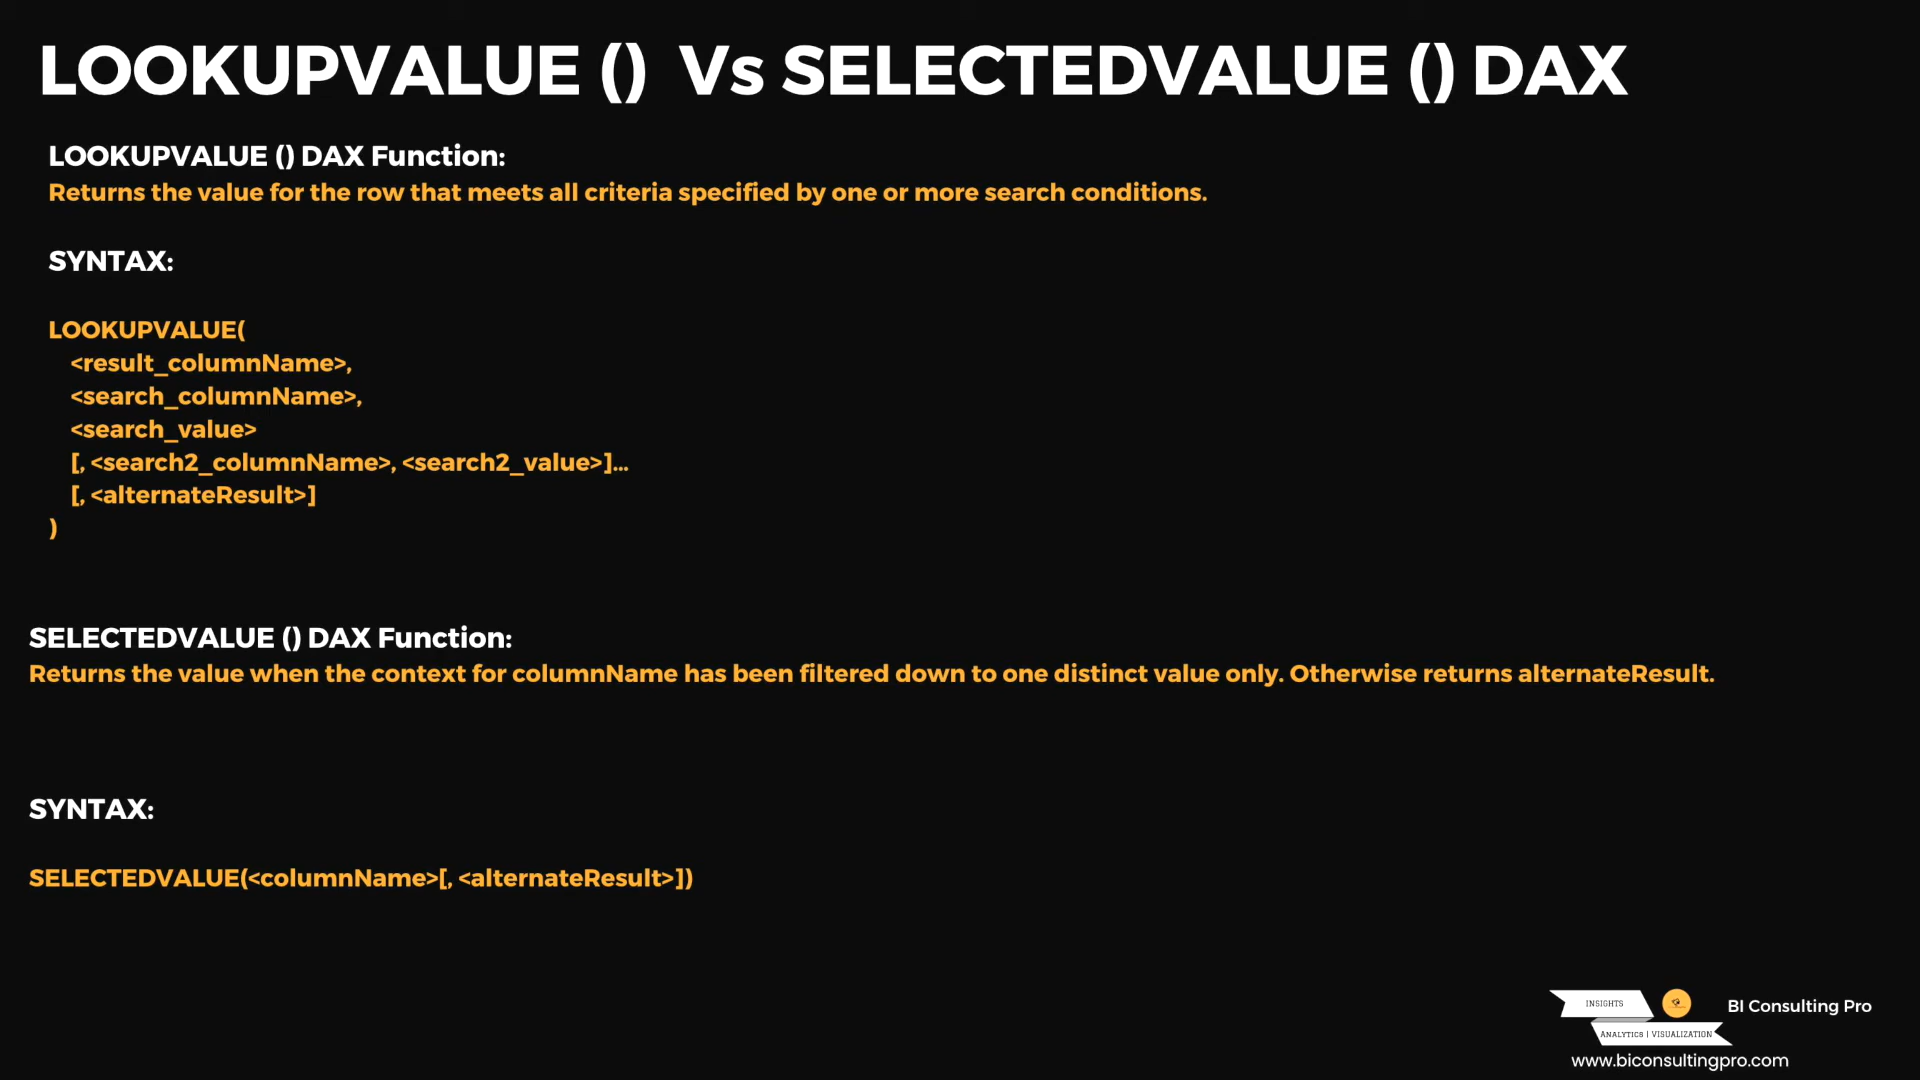 LOOKUPVALUE () Vs SELECTEDVALUE () DAX
LOOKUPVALUE () DAX Function:
Returns the value for the row that meets all criteria specified by one or more search conditions.
SYNTAX:
LOOKUPVALUE(
<result_columnName>,
<search_columnName>,
<search_value>
[, <search2_columnName>, <search2_value>]…
[, <alternateResult>]
)
SELECTEDVALUE () DAX Function:
Returns the value when the context for columnName has been filtered down to one distinct value only. Otherwise returns alternateResult.
SYNTAX:
SELECTEDVALUE(<columnName>[, <alternateResult>])
INSIGHTS
BI Consulting Pro
ANALYTICS | VISUALIZATION
www.biconsultingpro.com